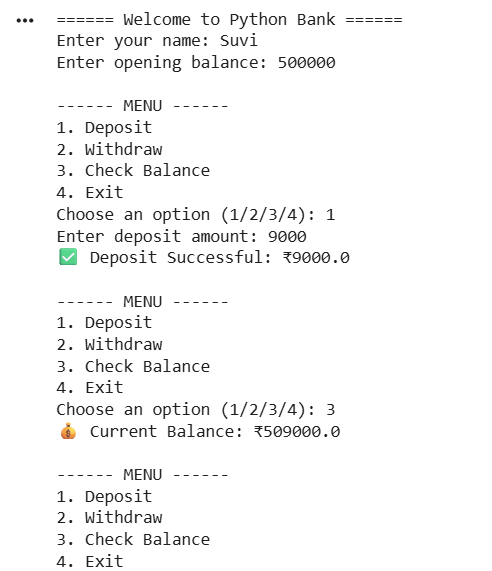 ====== Welcome to Python Bank ======
Enter your name: Suvi
Enter opening balance: 500000
------ MENU ------
1. Deposit
2. Withdraw
3. Check Balance
4. Exit
Choose an option (1/2/3/4): 1
Enter deposit amount: 9000
✅ Deposit Successful: ₹9000.0
------ MENU ------
1. Deposit
2. Withdraw
3. Check Balance
4. Exit
Choose an option (1/2/3/4): 3
💰 Current Balance: ₹509000.0
------ MENU ------
1. Deposit
2. Withdraw
3. Check Balance
4. Exit